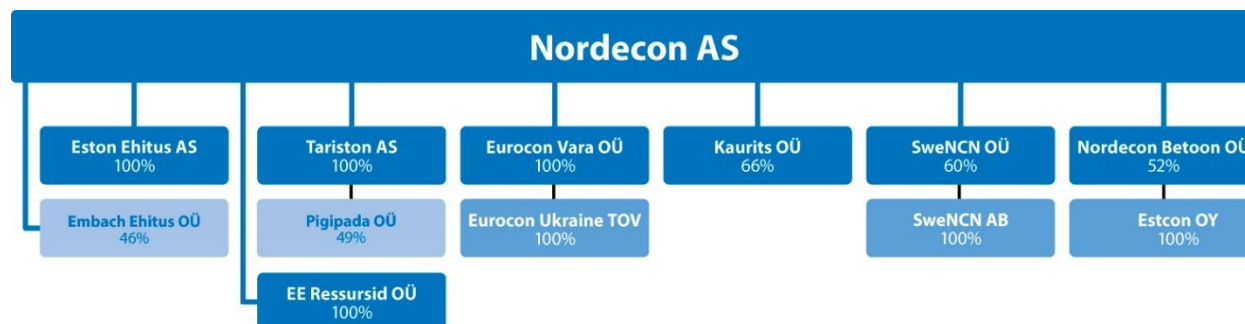 Nordecon AS
Eston Ehitus AS
100%
Tariston AS
100%
Eurocon Vara OÜ
100%
Kaurits OÜ
66%
SweNCN OÜ
60%
Nordecon Betoon OÜ
52%
Embach Ehitus OÜ
46%
Pigipada OÜ
49%
Eurocon Ukraine TOV
100%
SweNCN AB
100%
Estcon OY
100%
EE Ressursid OÜ
100%